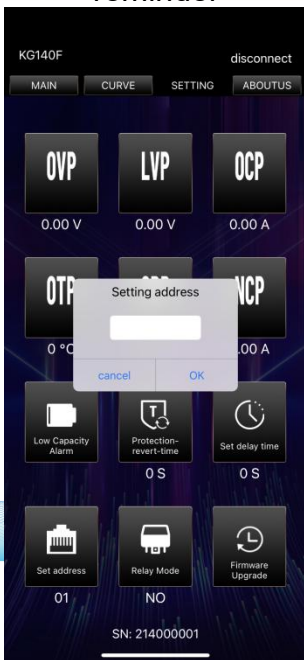 KG140F disconnect
MAIN CURVE SETTING ABOUTUS
OVP LVP OCP
0.00 V 0.00 V 0.00 A
OTP NCP
Setting address
0 °C .00 A
cancel OK
Low Capacity
Alarm
Protection-
revert-time
Set delay time
0 S 0 S
Set address Relay Mode Firmware
Upgrade
01 NO
SN: 214000001